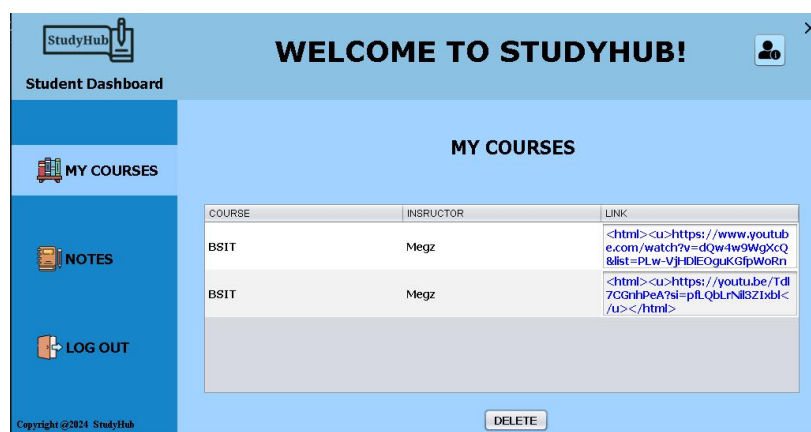 StudyHub
WELCOME TO STUDYHUB!
Student Dashboard
MY COURSES
MY COURSES
COURSE INSRUCTOR LINK
BSIT Megz
<html><u>https://www.youtub
e.com/watch?v=dQw4w9WgXcQ
&list=PLw-VjHDlEOguKGfpWoRn
BSIT Megz
<html><u>https://youtu.be/Tdl
7CGnhPeA?si=pfLQbLrNil3ZIxbl<
/u></html>
NOTES
LOG OUT
DELETE
Copyright @2024 StudyHub